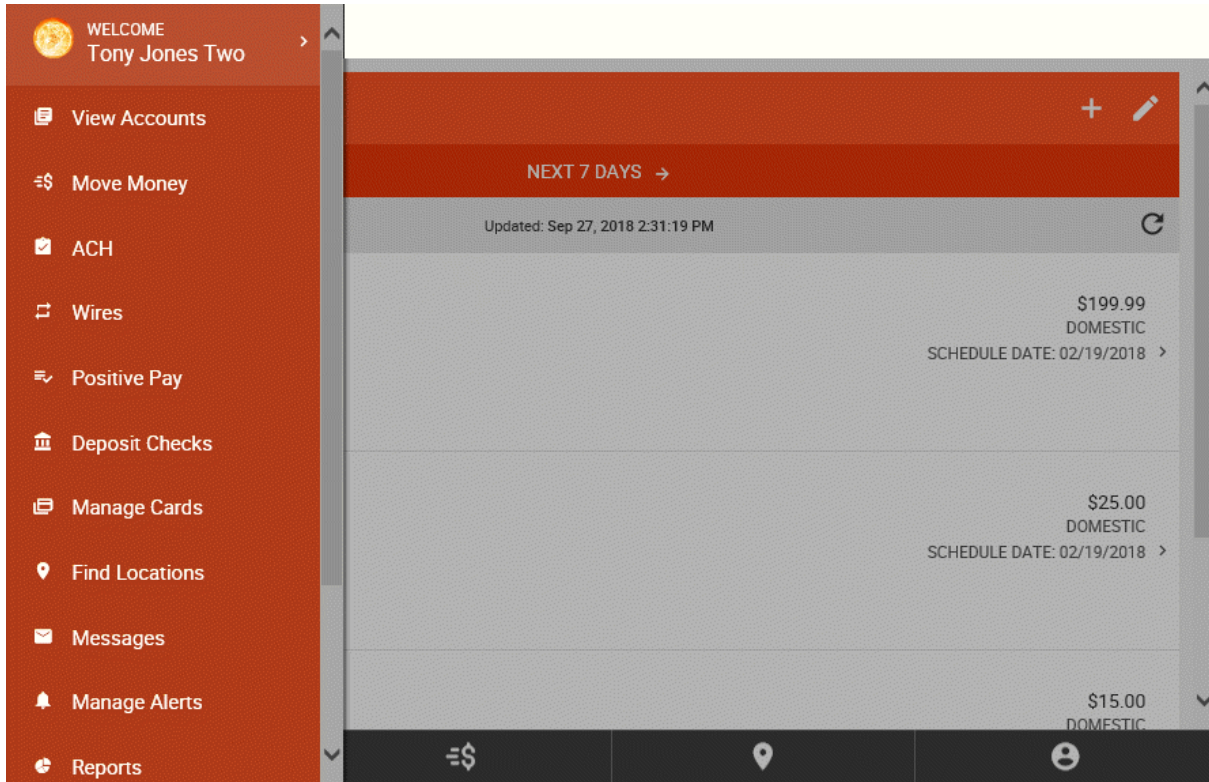 WELCOME
Tony Jones Two
View Accounts
Move Money
ACH
Wires
Positive Pay
Deposit Checks
Manage Cards
Find Locations
Messages
Manage Alerts
Reports
NEXT 7 DAYS →
Updated: Sep 27, 2018 2:31:19 PM
$199.99
DOMESTIC
SCHEDULE DATE: 02/19/2018
$25.00
DOMESTIC
SCHEDULE DATE: 02/19/2018
$15.00
DOMESTIC